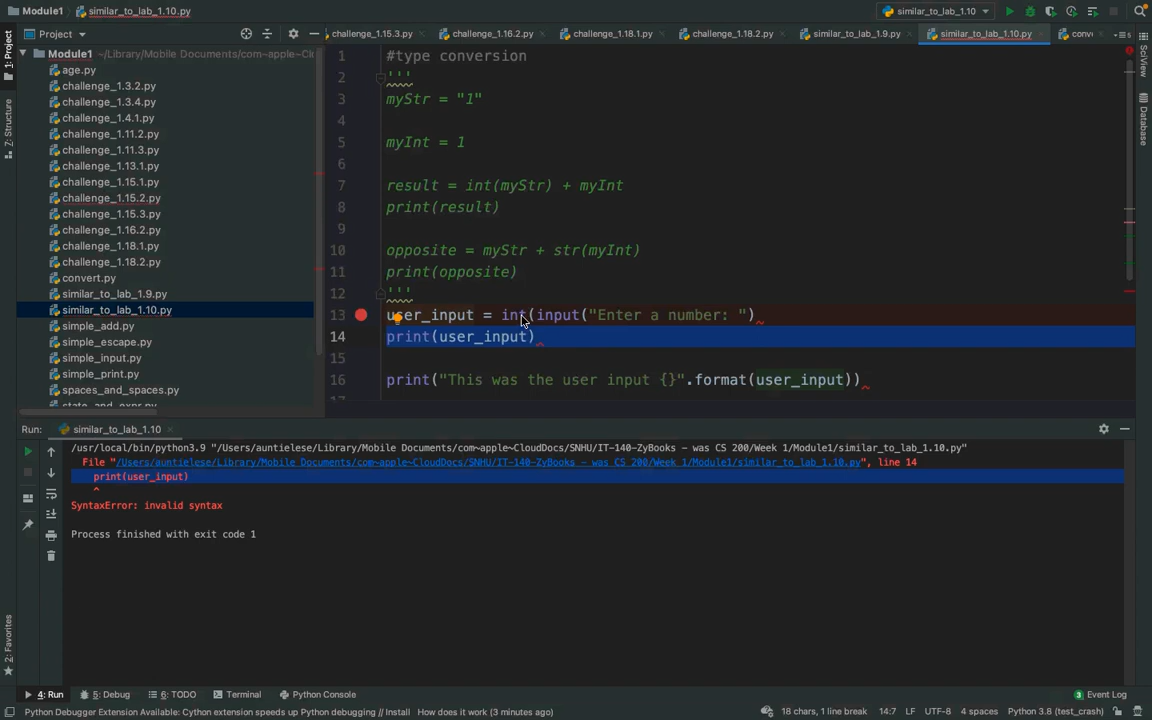 Module1 similar_to_lab_1.10.py
similar_to_lab_1.10
1: Project
Z: Structure
2: Favorites
SciView
Database
Project
challenge_1.15.3.py challenge_1.16.2.py challenge_1.18.1.py challenge_1.18.2.py similar_to_lab_1.9.py similar_to_lab_1.10.py
Module1 ~/Library/Mobile Documents/com~apple~Cl
age.py
challenge_1.3.2.py
challenge_1.3.4.py
challenge_1.4.1.py
challenge_1.11.2.py
challenge_1.11.3.py
challenge_1.13.1.py
challenge_1.15.1.py
challenge_1.15.2.py
challenge_1.15.3.py
challenge_1.16.2.py
challenge_1.18.1.py
challenge_1.18.2.py
convert.py
similar_to_lab_1.9.py
similar_to_lab_1.10.py
simple_add.py
simple_escape.py
simple_input.py
simple_print.py
spaces_and_spaces.py
1 #type conversion
2 '''
3 myStr = "1"
4
5 myInt = 1
6
7 result = int(myStr) + myInt
8 print(result)
9
10 opposite = myStr + str(myInt)
11 print(opposite)
12 '''
13 user_input = int(input("Enter a number: ")
14 print(user_input)
15
16 print("This was the user input {}".format(user_input))
Run: similar_to_lab_1.10
/usr/local/bin/python3.9 "/Users/auntielese/Library/Mobile Documents/com~apple~CloudDocs/SNHU/IT-140-ZyBooks - was CS 200/Week 1/Module1/similar_to_lab_1.10.py"
File "/Users/auntielese/Library/Mobile Documents/com~apple~CloudDocs/SNHU/IT-140-ZyBooks - was CS 200/Week 1/Module1/similar_to_lab_1.10.py", line 14
print(user_input)
^
SyntaxError: invalid syntax
Process finished with exit code 1
4: Run 5: Debug 6: TODO Terminal Python Console 3 Event Log
Python Debugger Extension Available: Cython extension speeds up Python debugging // Install How does it work (3 minutes ago) 18 chars, 1 line break 14:7 LF UTF-8 4 spaces Python 3.8 (test_crash)